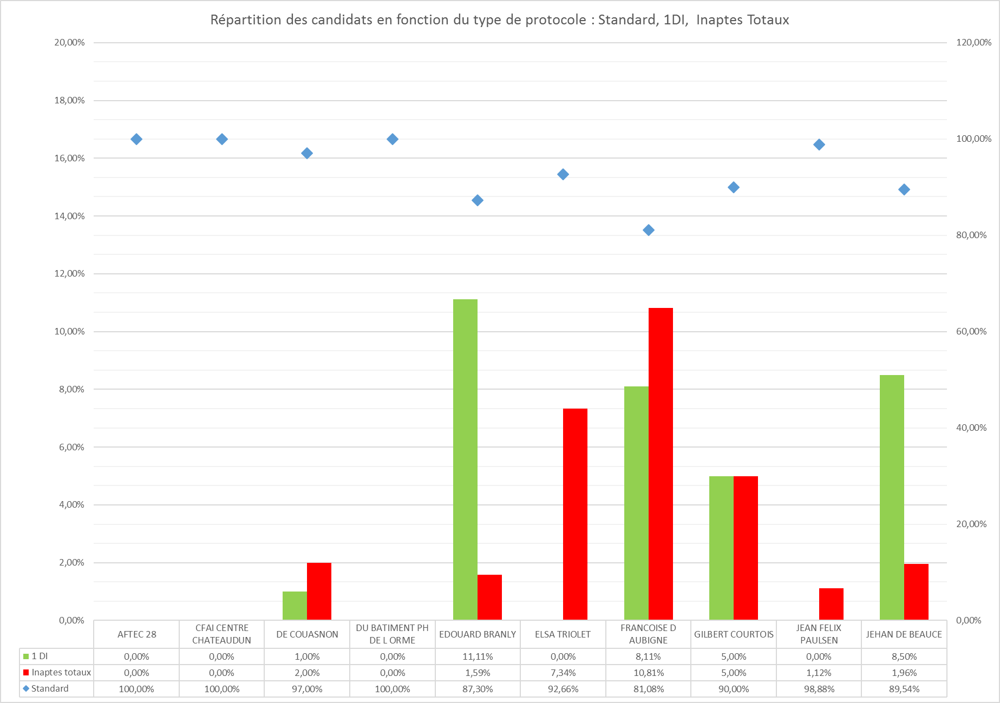 Répartition des candidats en fonction du type de protocole : Standard, 1DI, Inaptes Totaux
20,00%
18,00%
16,00%
14,00%
12,00%
10,00%
8,00%
6,00%
4,00%
2,00%
0,00%
120,00%
100,00%
80,00%
60,00%
40,00%
20,00%
0,00%
AFTEC 28
CFAI CENTRE
CHATEAUDUN
DE COUASNON
DU BATIMENT PH
DE L ORME
EDOUARD BRANLY
ELSA TRIOLET
FRANCOISE D
AUBIGNE
GILBERT COURTOIS
JEAN FELIX
PAULSEN
JEHAN DE BEAUCE
1 DI 0,00% 0,00% 1,00% 0,00% 11,11% 0,00% 8,11% 5,00% 0,00% 8,50%
Inaptes totaux 0,00% 0,00% 2,00% 0,00% 1,59% 7,34% 10,81% 5,00% 1,12% 1,96%
Standard 100,00% 100,00% 97,00% 100,00% 87,30% 92,66% 81,08% 90,00% 98,88% 89,54%